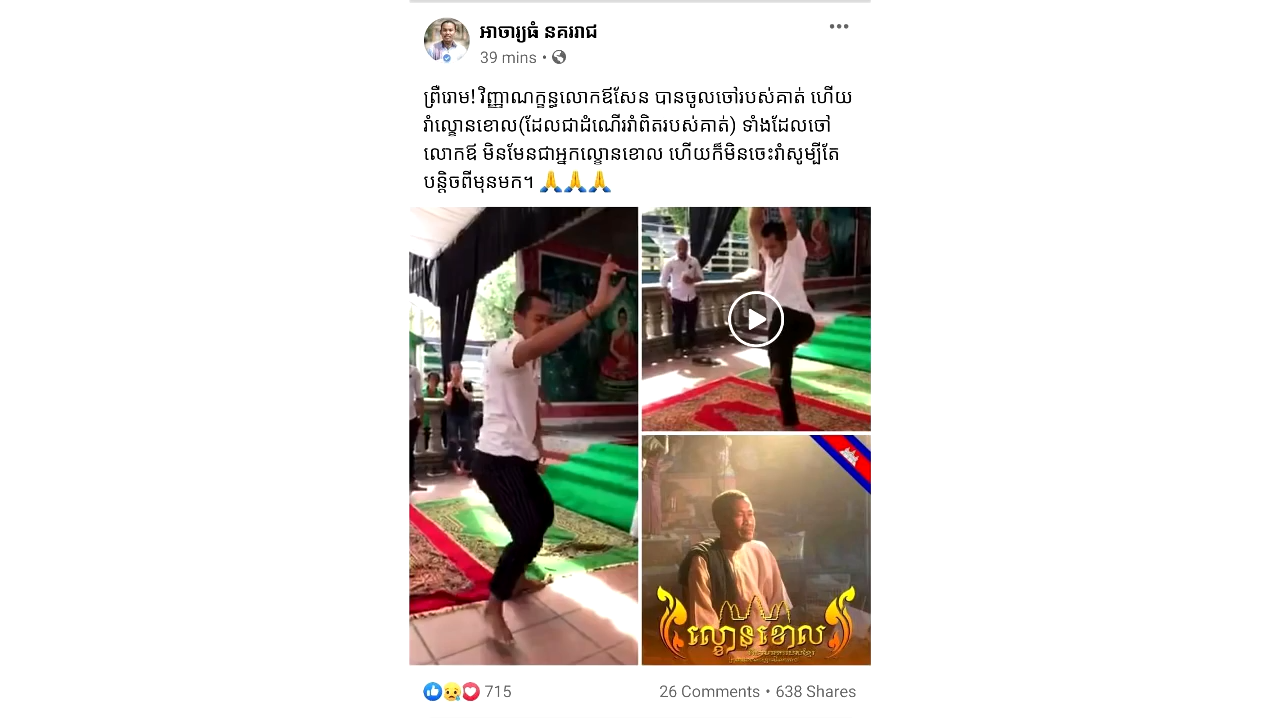 អាចារ្យធំ នគររាជ
39 mins
ព្រឺរោម! វិញ្ញាណក្ខន្ធលោកឪសែន បានចូលចៅរបស់គាត់ ហើយ
រាំល្ខោនខោល(ដែលជាដំណើររាំពិតរបស់គាត់) ទាំងដែលចៅ
លោកឪ មិនមែនជាអ្នកល្ខោនខោល ហើយក៏មិនចេះរាំសូម្បីតែ
បន្តិចពីមុនមក។ 🙏🙏🙏
ល្ខោនខោល
715
26 Comments • 638 Shares